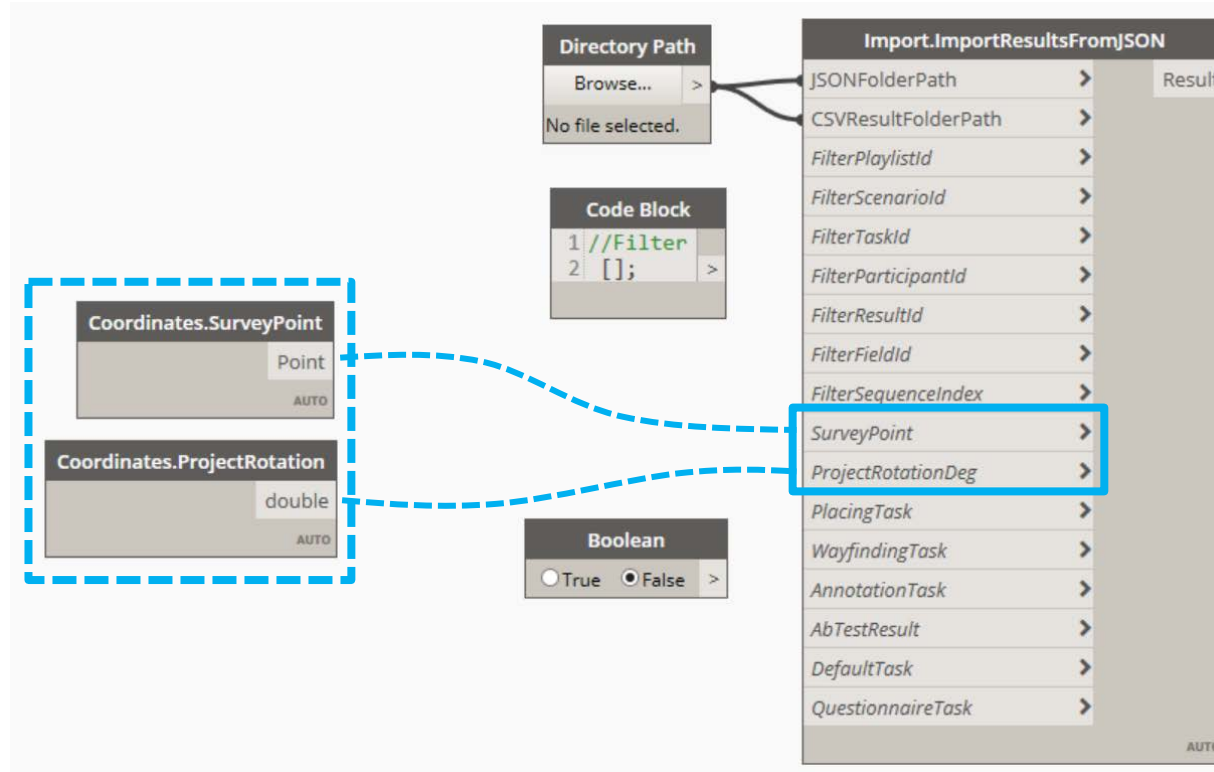 Directory Path
Browse... >
No file selected.
Code Block
1 //Filter
2 []; >
Coordinates.SurveyPoint
Point
AUTO
Coordinates.ProjectRotation
double
AUTO
Boolean
True False >
Import.ImportResultsFromJSON
JSONFolderPath > Result
CSVResultFolderPath >
FilterPlaylistId >
FilterScenarioId >
FilterTaskId >
FilterParticipantId >
FilterResultId >
FilterFieldId >
FilterSequenceIndex >
SurveyPoint >
ProjectRotationDeg >
PlacingTask >
WayfindingTask >
AnnotationTask >
AbTestResult >
DefaultTask >
QuestionnaireTask >
AUTO